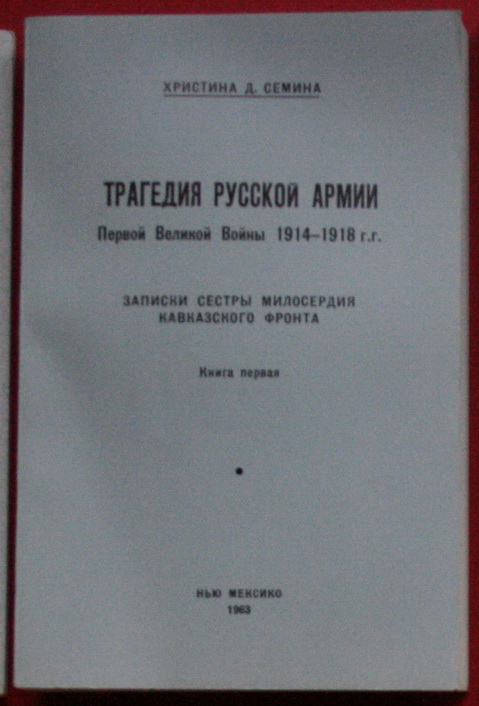 ХРИСТИНА Д. СЕМИНА
ТРАГЕДИЯ РУССКОЙ АРМИИ
Первой Великой Войны 1914–1918 г.г.
ЗАПИСКИ СЕСТРЫ МИЛОСЕРДИЯ
КАВКАЗСКОГО ФРОНТА
Книга первая
НЬЮ МЕКСИКО
1963